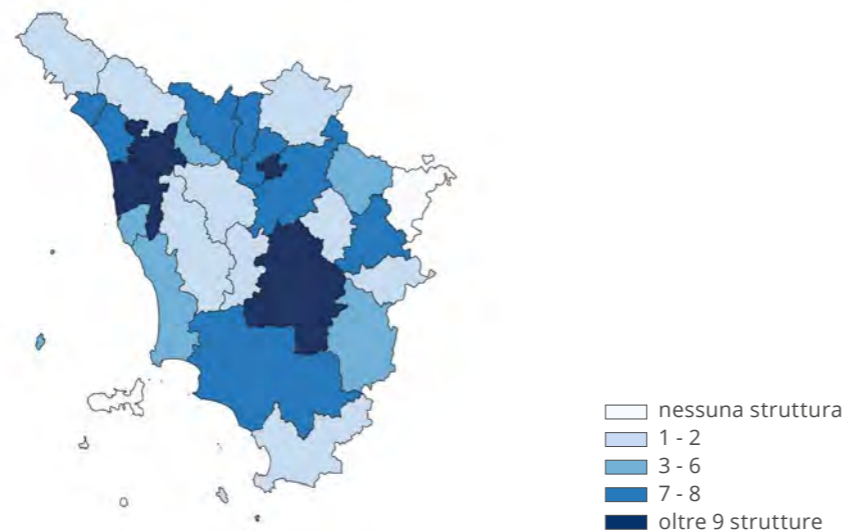 nessuna struttura
1 - 2
3 - 6
7 - 8
oltre 9 strutture